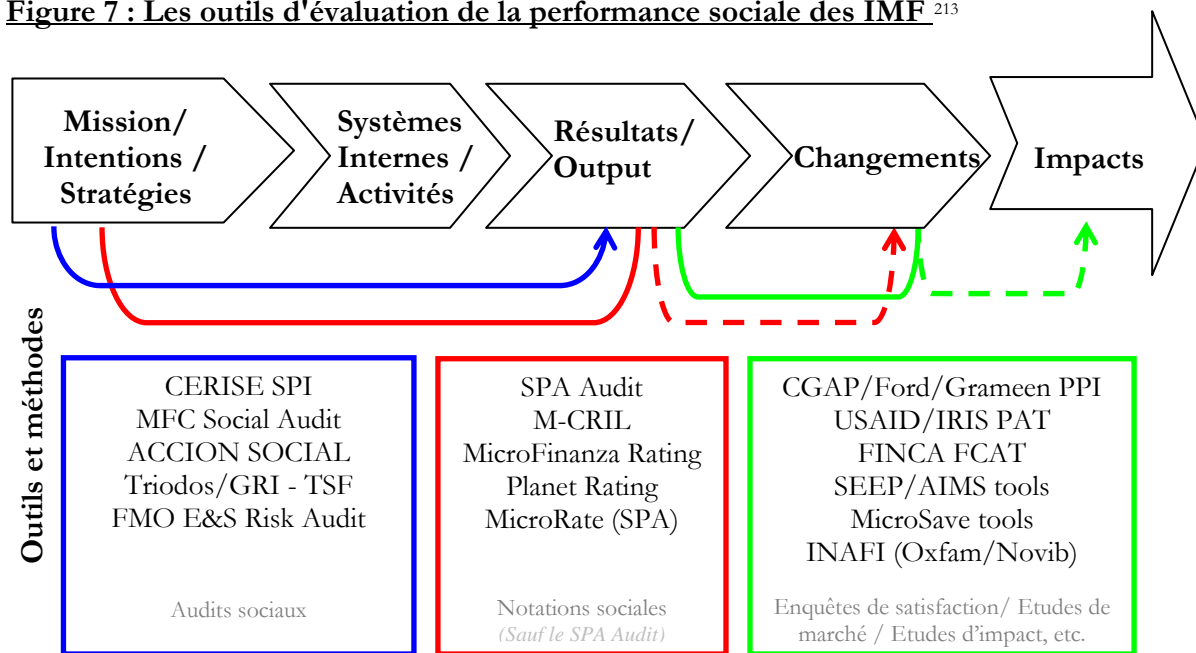 Figure 7 : Les outils d'évaluation de la performance sociale des IMF 213
Mission/
Intentions /
Stratégies
Systèmes
Internes /
Activités
Résultats/
Output
Changements
Impacts
Outils et méthodes
CERISE SPI
MFC Social Audit
ACCION SOCIAL
Triodos/GRI - TSF
FMO E&S Risk Audit
Audits sociaux
SPA Audit
M-CRIL
MicroFinanza Rating
Planet Rating
MicroRate (SPA)
Notations sociales
(Sauf le SPA Audit)
CGAP/Ford/Grameen PPI
USAID/IRIS PAT
FINCA FCAT
SEEP/AIMS tools
MicroSave tools
INAFI (Oxfam/Novib)
Enquêtes de satisfaction/ Etudes de
marché / Etudes d'impact, etc.